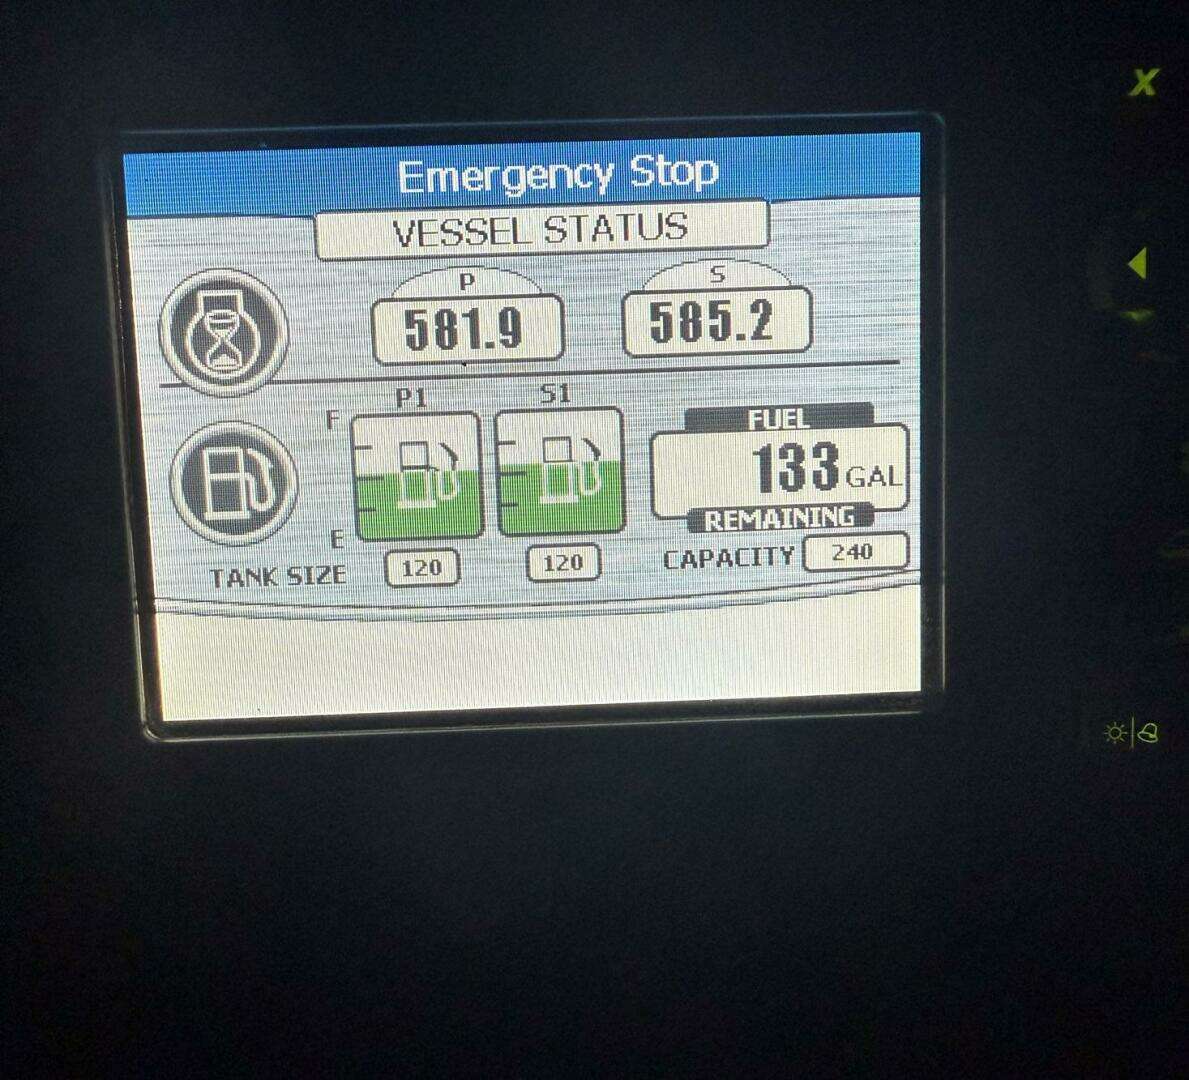 X
Emergency Stop
VESSEL STATUS
P S
581.9 585.2
P1 S1
F
E
FUEL
133 GAL
REMAINING
TANK SIZE 120 120 CAPACITY 240